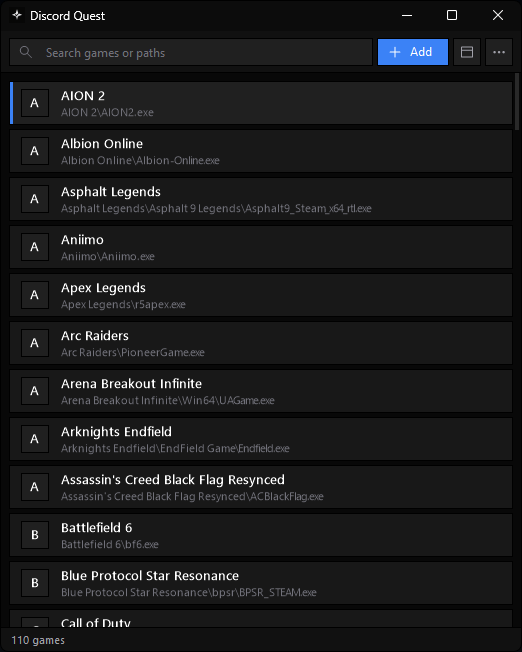 Discord Quest
Search games or paths
Add
A
AION 2
AION 2\AION2.exe
A
Albion Online
Albion Online\Albion-Online.exe
A
Asphalt Legends
Asphalt Legends\Asphalt 9 Legends\Asphalt9_Steam_x64_rtl.exe
A
Aniimo
Aniimo\Aniimo.exe
A
Apex Legends
Apex Legends\r5apex.exe
A
Arc Raiders
Arc Raiders\PioneerGame.exe
A
Arena Breakout Infinite
Arena Breakout Infinite\Win64\UAGame.exe
A
Arknights Endfield
Arknights Endfield\EndField Game\Endfield.exe
A
Assassin's Creed Black Flag Resynced
Assassin's Creed Black Flag Resynced\ACBlackFlag.exe
B
Battlefield 6
Battlefield 6\bf6.exe
B
Blue Protocol Star Resonance
Blue Protocol Star Resonance\bpsr\BPSR_STEAM.exe
Call of Duty
110 games